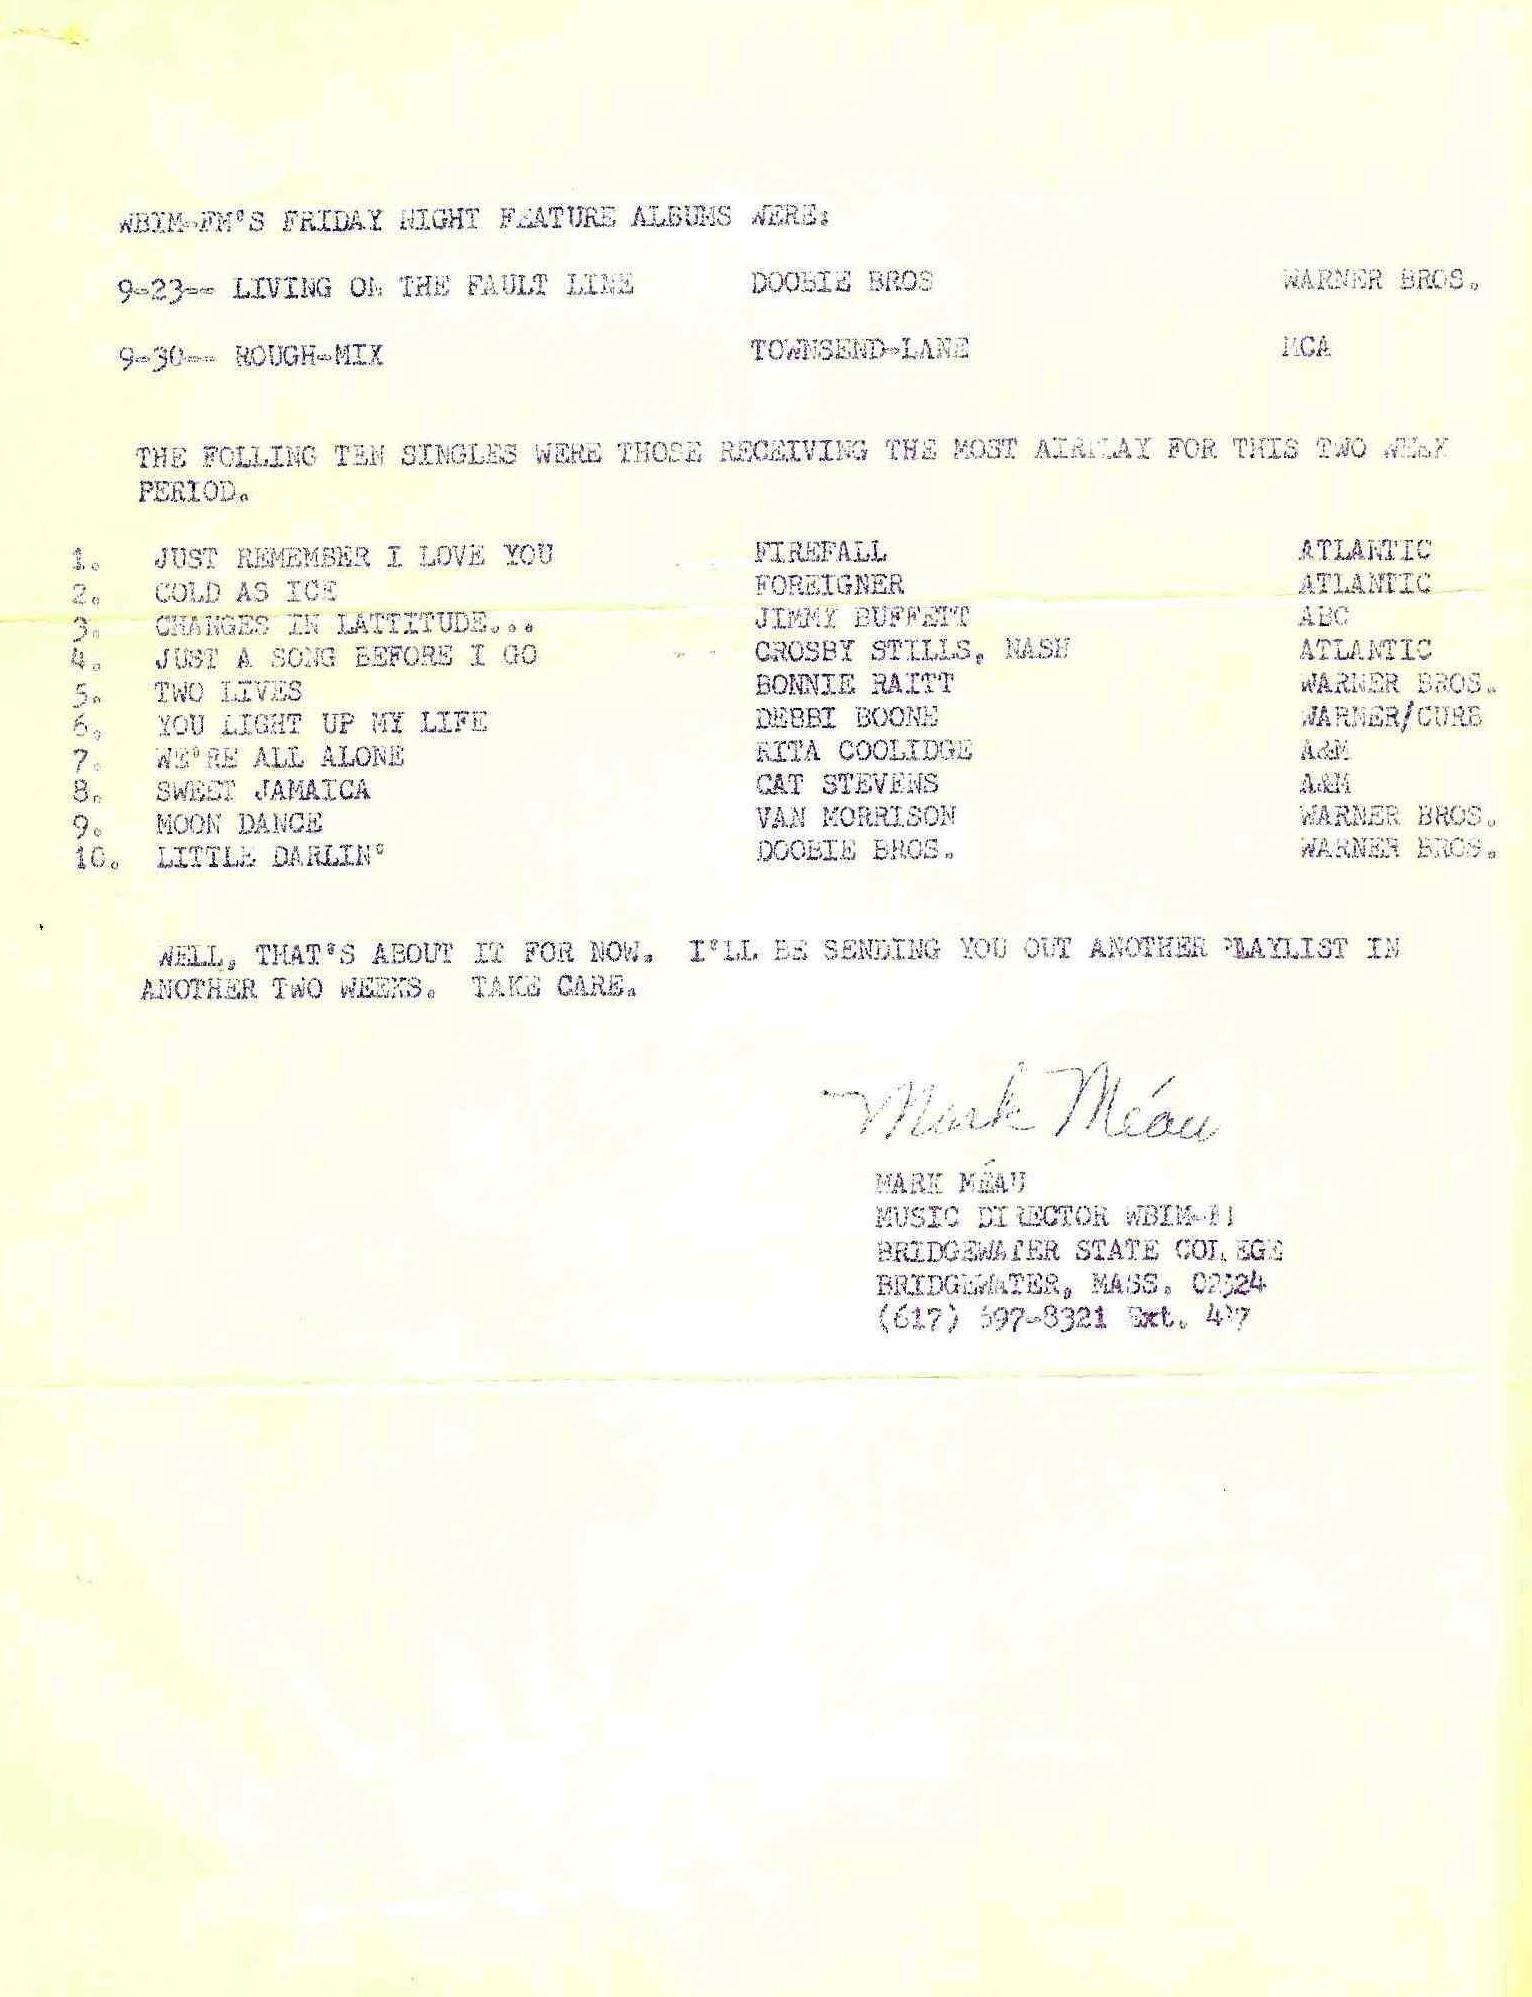 WBIM-FM'S FRIDAY NIGHT FEATURE ALBUMS WERE:
9-23-- LIVING ON THE FAULT LINE DOOBIE BROS WARNER BROS.
9-30-- ROUGH-MIX TOWNSEND-LANE MCA
THE FOLLING TEN SINGLES WERE THOSE RECEIVING THE MOST AIRPLAY FOR THIS TWO WEEK
PERIOD.
1. JUST REMEMBER I LOVE YOU FIREFALL ATLANTIC
2. COLD AS ICE FOREIGNER ATLANTIC
3. CHANGES IN LATTITUDE... JIMMY BUFFETT ABC
4. JUST A SONG BEFORE I GO CROSBY STILLS, NASH ATLANTIC
5. TWO LIVES BONNIE RAITT WARNER BROS.
6. YOU LIGHT UP MY LIFE DEBBI BOONE WARNER/CURB
7. WE'RE ALL ALONE RITA COOLIDGE A&M
8. SWEET JAMAICA CAT STEVENS A&M
9. MOON DANCE VAN MORRISON WARNER BROS.
10. LITTLE DARLIN' DOOBIE BROS. WARNER BROS.
WELL, THAT'S ABOUT IT FOR NOW. I'LL BE SENDING YOU OUT ANOTHER PLAYLIST IN
ANOTHER TWO WEEKS. TAKE CARE.
Mark Méau
MARK MÉAU
MUSIC DIRECTOR WBIM-FM
BRIDGEWATER STATE COLLEGE
BRIDGEWATER, MASS. 02324
(617) 697-8321 Ext.